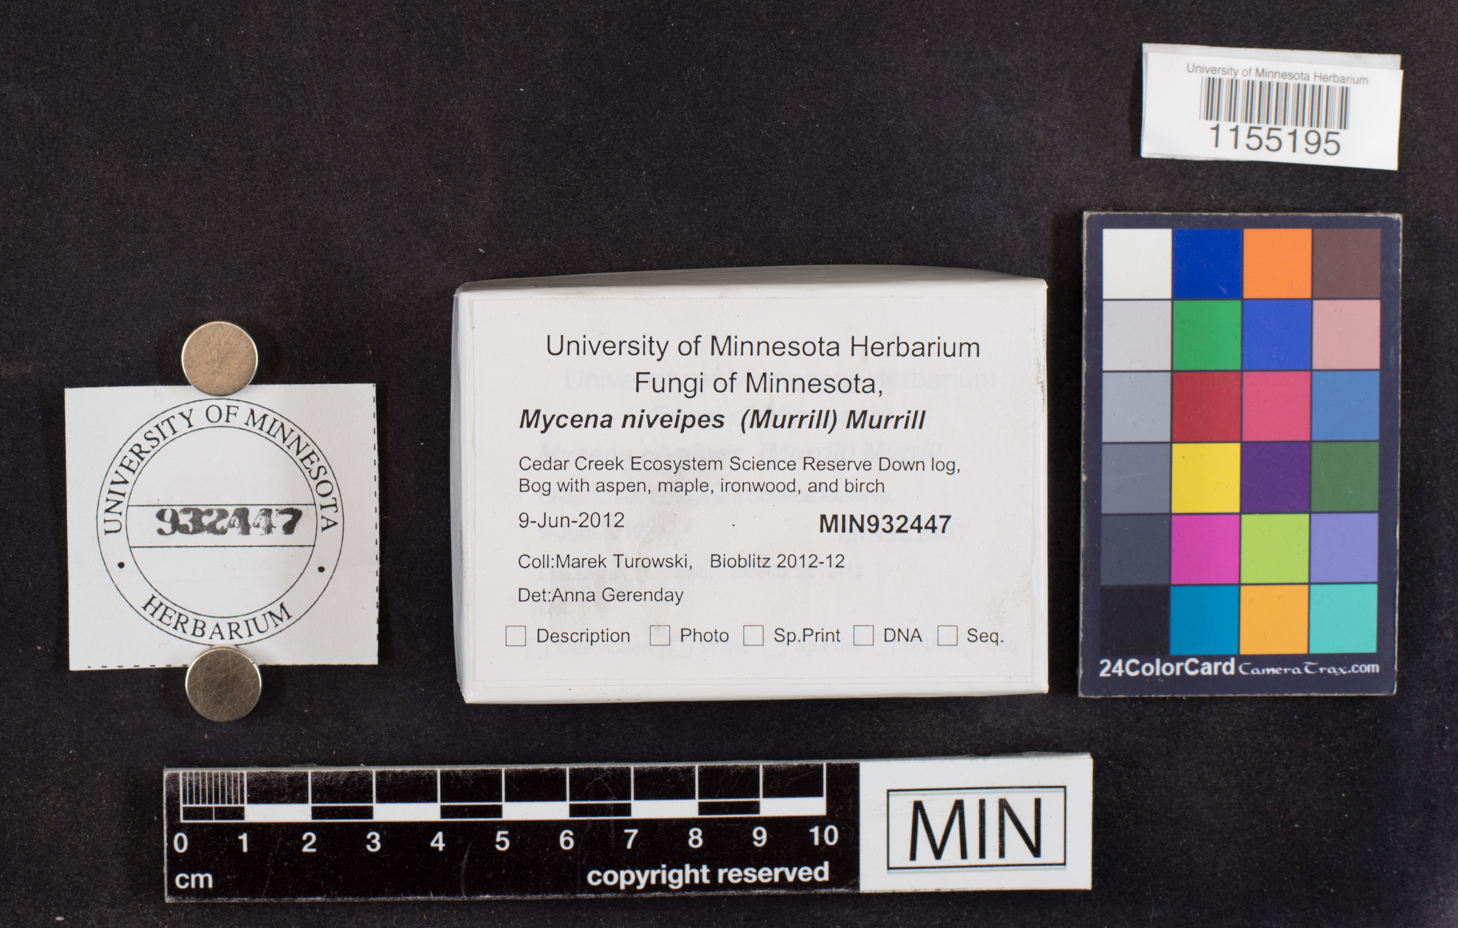 University of Minnesota Herbarium
1155195
University of Minnesota Herbarium
Fungi of Minnesota,
Mycena niveipes (Murrill) Murrill
Cedar Creek Ecosystem Science Reserve Down log,
Bog with aspen, maple, ironwood, and birch
9-Jun-2012 MIN932447
Coll:Marek Turowski, Bioblitz 2012-12
Det:Anna Gerenday
Description Photo Sp.Print DNA Seq.
UNIVERSITY OF MINNESOTA
932447
HERBARIUM
24ColorCard CameraTrax.com
0 1 2 3 4 5 6 7 8 9 10
cm copyright reserved
MIN